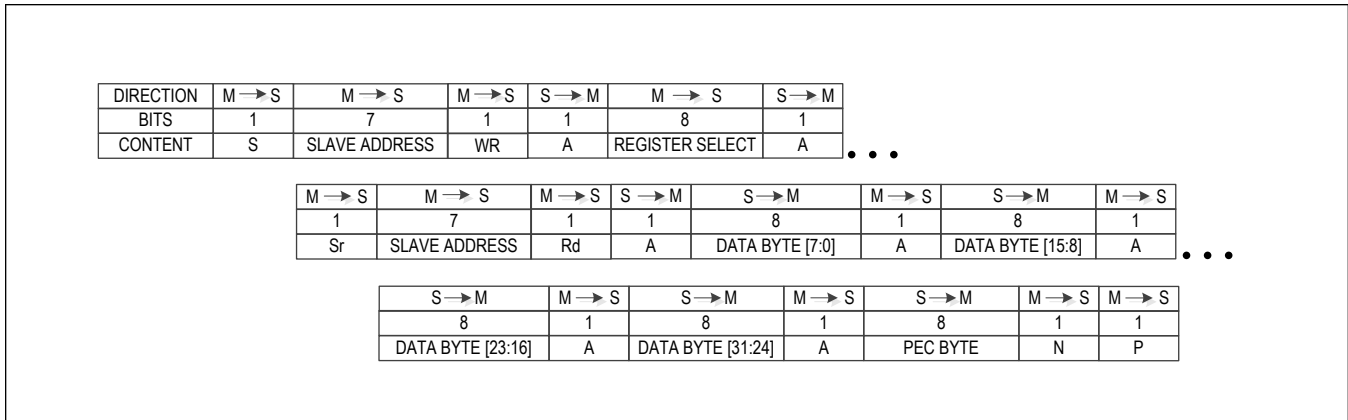 DIRECTION M → S M → S M → S S → M M → S S → M
BITS 1 7 1 1 8 1
CONTENT S SLAVE ADDRESS WR A REGISTER SELECT A • • •
M → S M → S M → S S → M S → M M → S S → M M → S
1 7 1 1 8 1 8 1
Sr SLAVE ADDRESS Rd A DATA BYTE [7:0] A DATA BYTE [15:8] A • • •
S → M M → S S → M M → S S → M M → S M → S
8 1 8 1 8 1 1
DATA BYTE [23:16] A DATA BYTE [31:24] A PEC BYTE N P